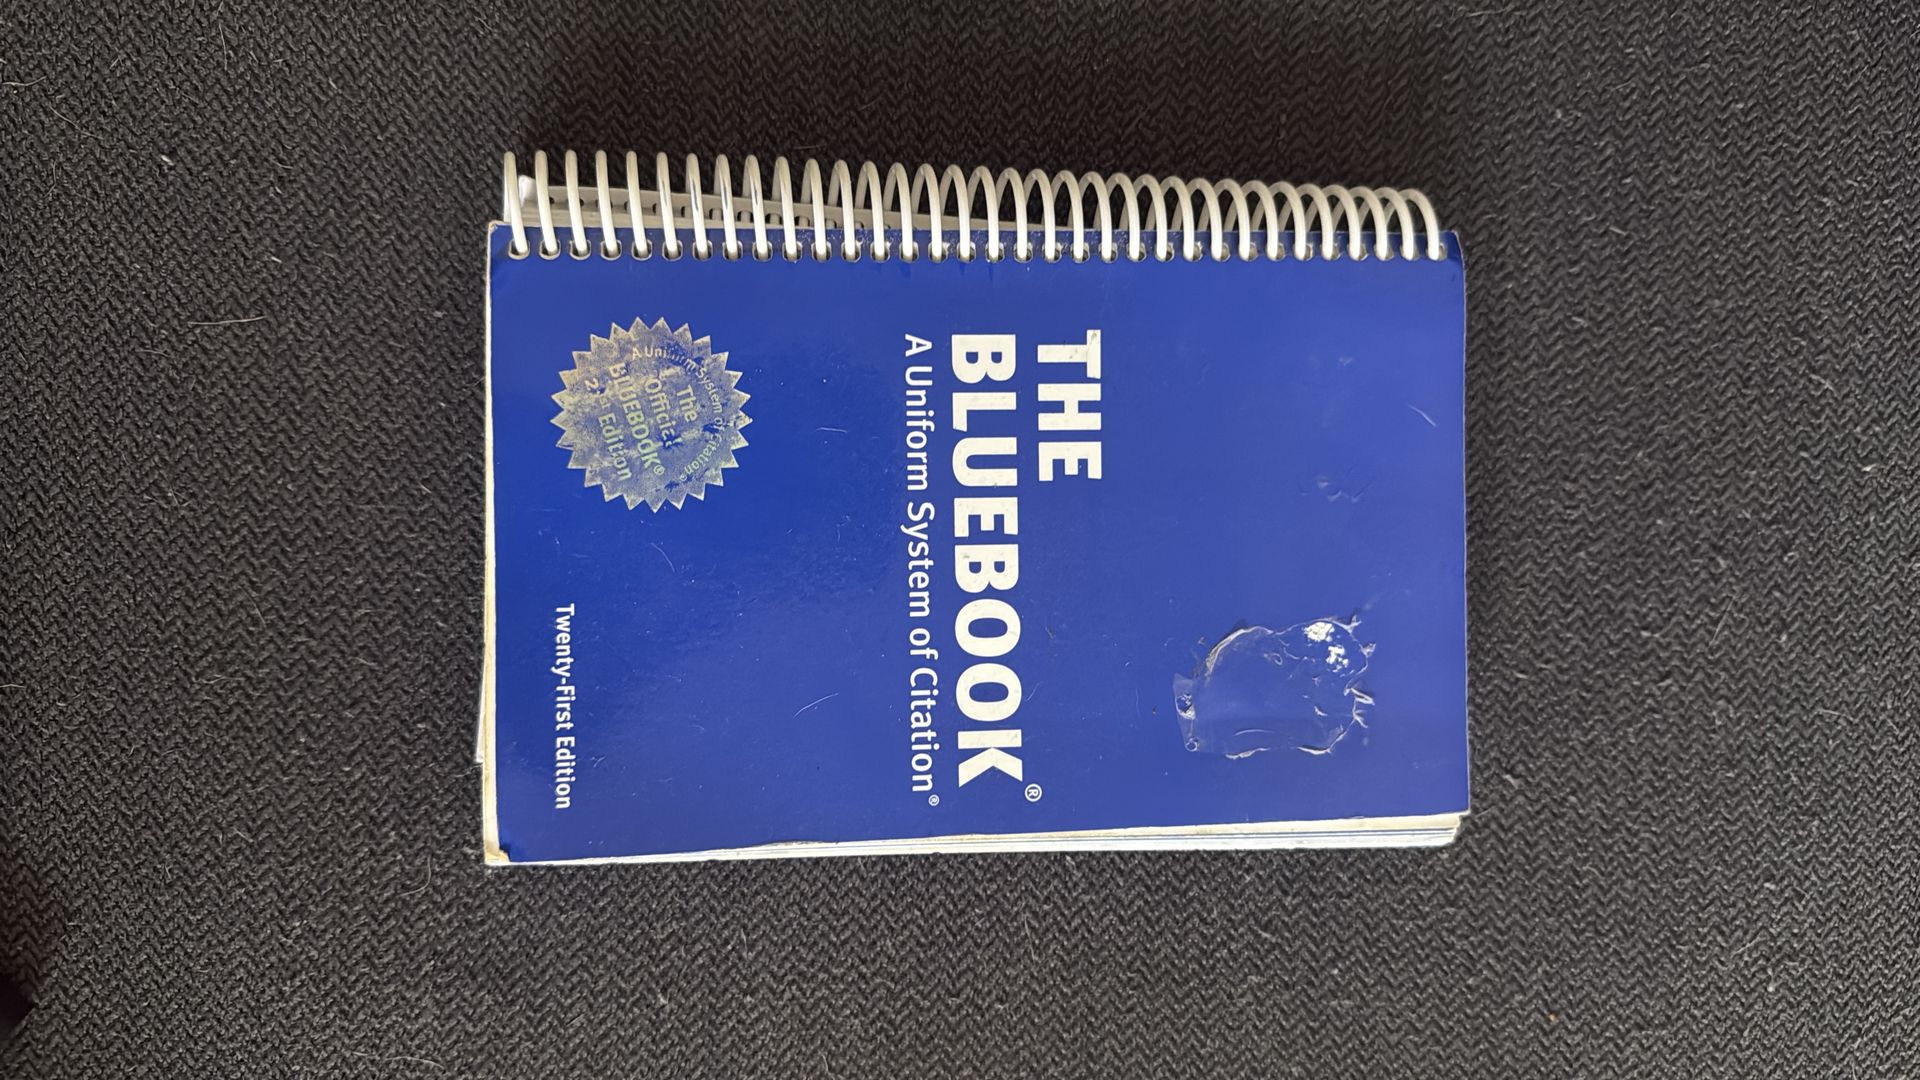 THE
BLUEBOOK®
A Uniform System of Citation®
A Uniform System of Citation®
The
Official
BLUEBOOK®
Edition
Twenty-First Edition